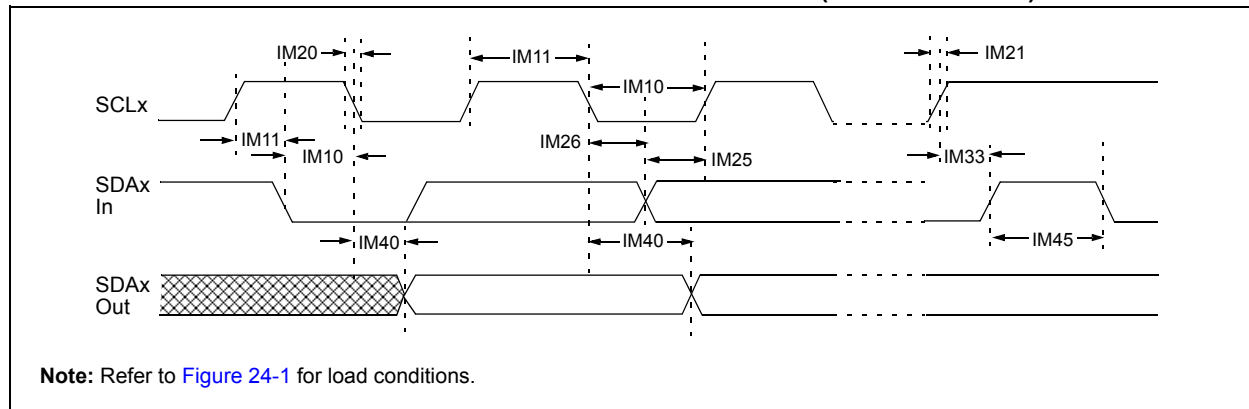 IM20
IM11
IM21
IM10
SCLx
IM11
IM26
IM10
IM25
IM33
SDAx
In
IM40
IM40
IM45
SDAx
Out
Note: Refer to Figure 24-1 for load conditions.